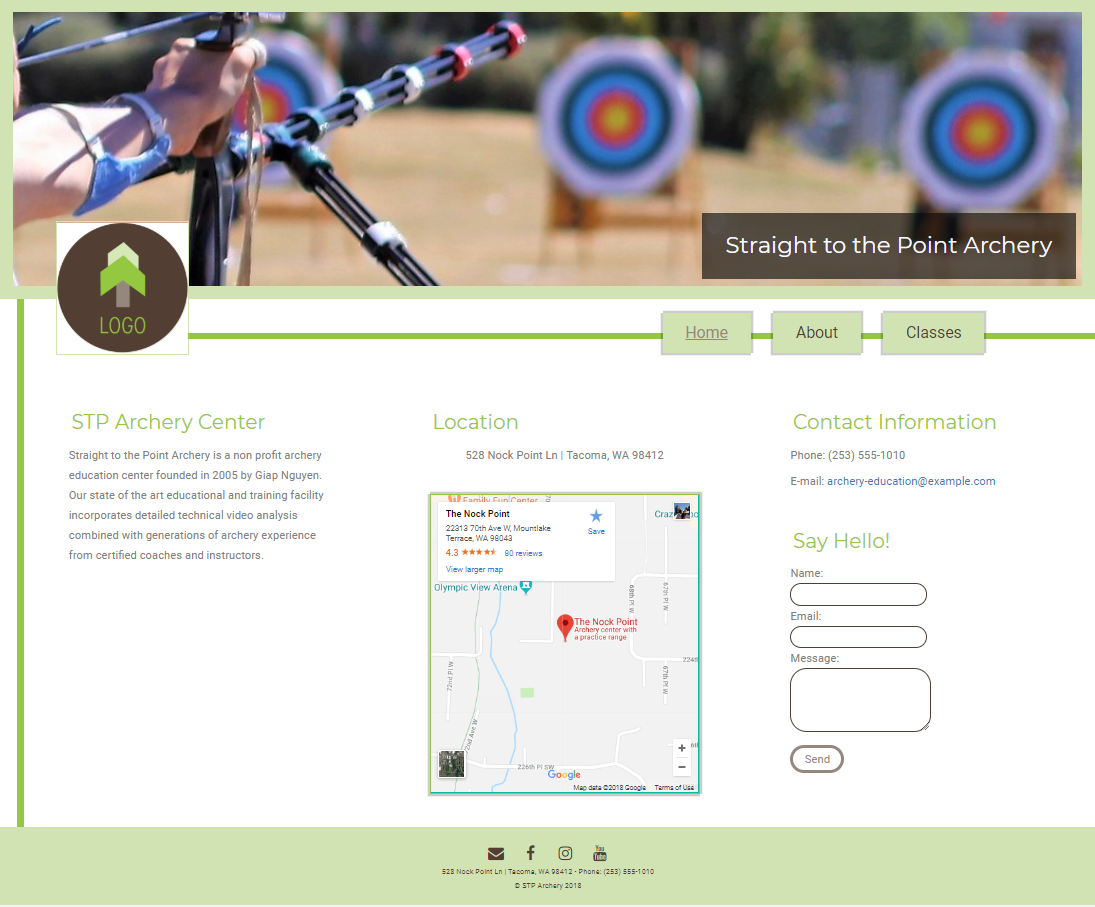 Straight to the Point Archery
LOGO
Home
About
Classes
STP Archery Center
Straight to the Point Archery is a non profit archery
education center founded in 2005 by Giap Nguyen.
Our state of the art educational and training facility
incorporates detailed technical video analysis
combined with generations of archery experience
from certified coaches and instructors.
Location
528 Nock Point Ln | Tacoma, WA 98412
Family Fun Center
The Nock Point
22313 70th Ave W, Mountlake
Terrace, WA 98043
4.3
80 reviews
View larger map
Save
Olympic View Arena
The Nock Point
Archery center with
a practice range
68th Pl W
67th Pl W
224th
72nd Pl W
67th Pl W
72nd Ave W
226th Pl SW
+
−
Google
Map data ©2018 Google
Terms of Use
Contact Information
Phone: (253) 555-1010
E-mail: archery-education@example.com
Say Hello!
Name:
Email:
Message:
Send
You
Tube
528 Nock Point Ln | Tacoma, WA 98412 - Phone: (253) 555-1010
© STP Archery 2018